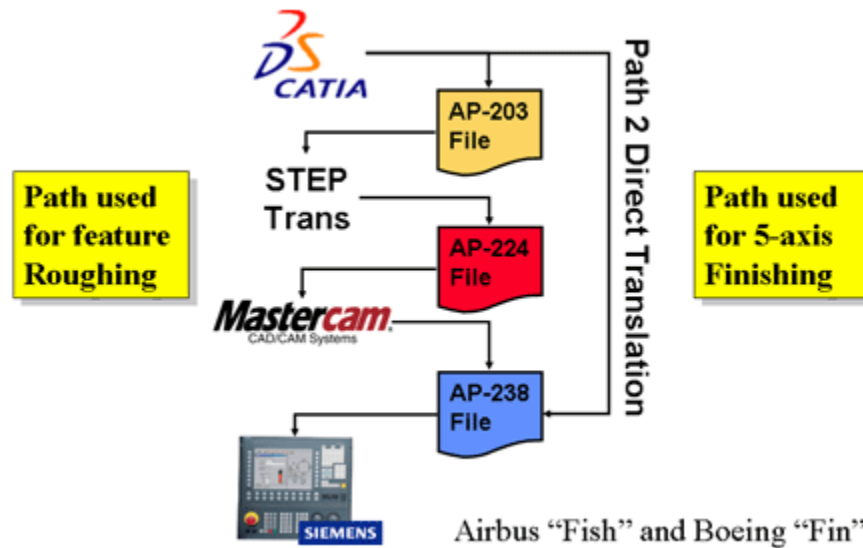 DS
CATIA
AP-203
File
STEP
Trans
AP-224
File
Mastercam
CAD/CAM Systems
AP-238
File
SIEMENS
Path 2 Direct Translation
Path used
for feature
Roughing
Path used
for 5-axis
Finishing
Airbus “Fish” and Boeing “Fin”